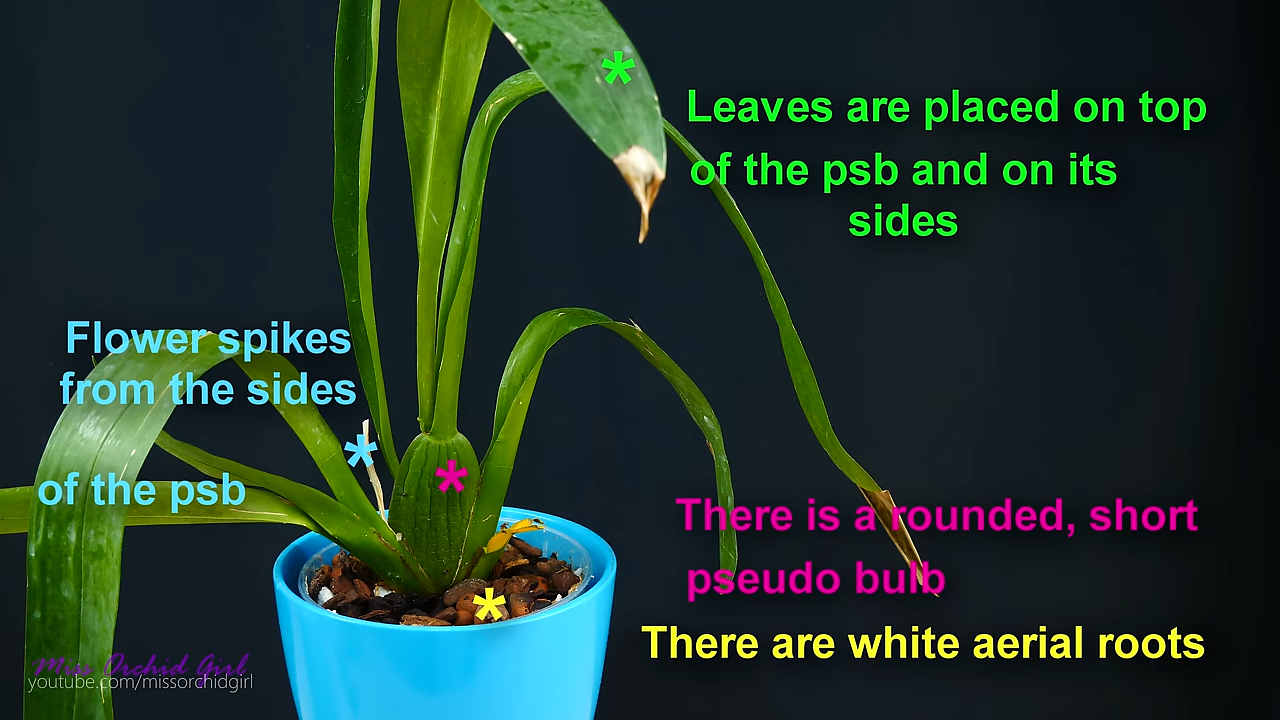 Leaves are placed on top
of the psb and on its
sides
Flower spikes
from the sides
of the psb
There is a rounded, short
pseudo bulb
There are white aerial roots
Miss Orchid Girl
youtube.com/missorchidgirl